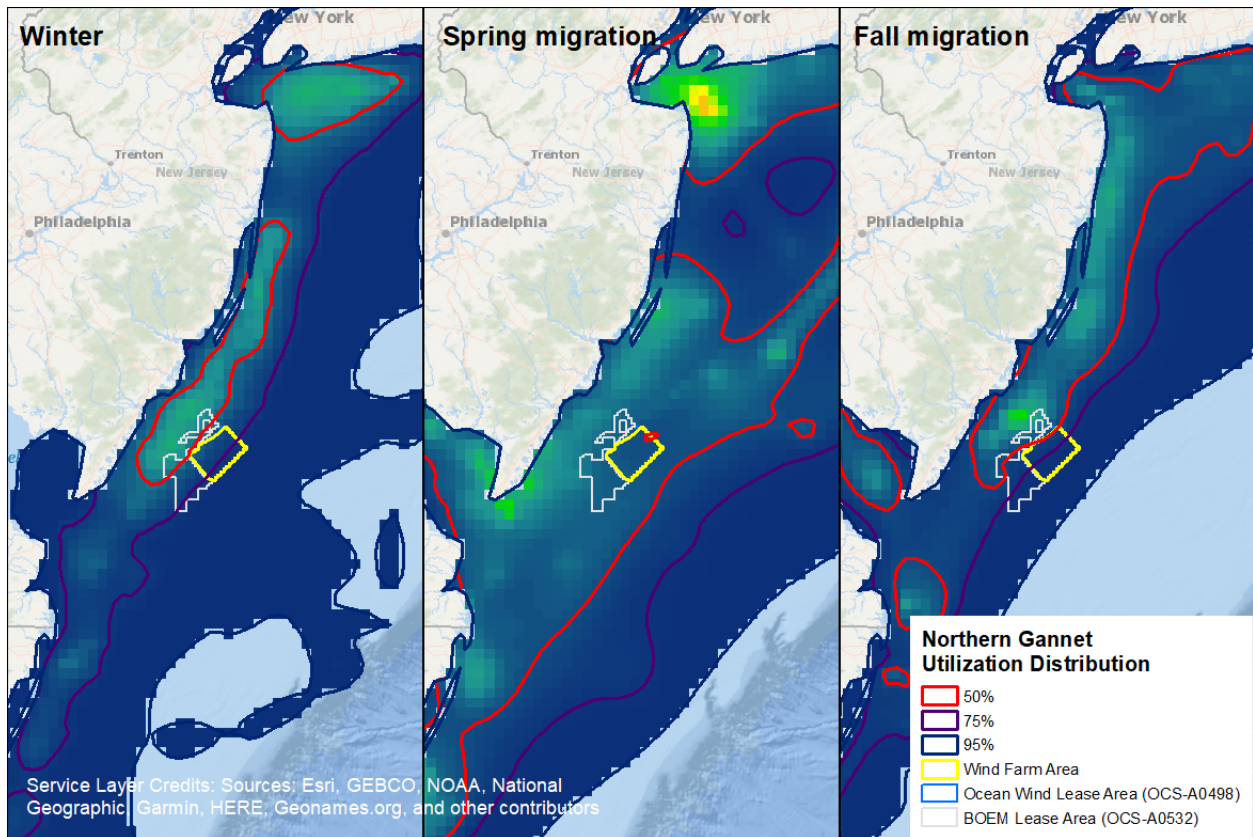 Winter
Spring migration
Fall migration
New York
New York
Trenton
New Jersey
Philadelphia
Trenton
New Jersey
Philadelphia
Trenton
New Jersey
Philadelphia
Northern Gannet
Utilization Distribution
50%
75%
95%
Wind Farm Area
Ocean Wind Lease Area (OCS-A0498)
BOEM Lease Area (OCS-A0532)
Service Layer Credits: Sources: Esri, GEBCO, NOAA, National
Geographic, Garmin, HERE, Geonames.org, and other contributors